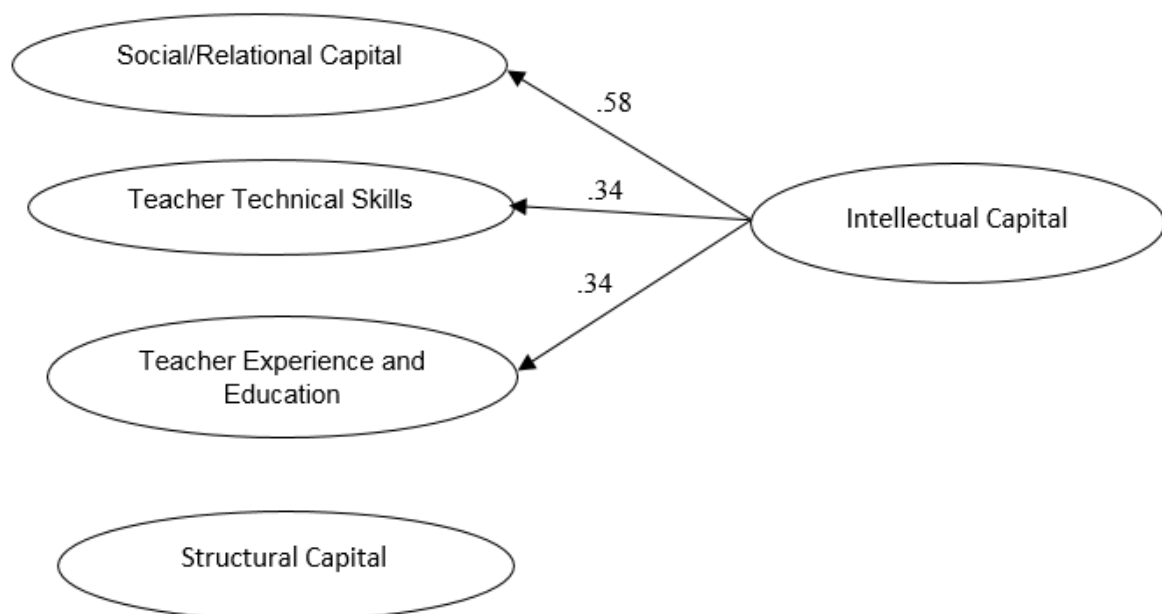 Social/Relational Capital
.58
Teacher Technical Skills
.34
Intellectual Capital
.34
Teacher Experience and
Education
Structural Capital